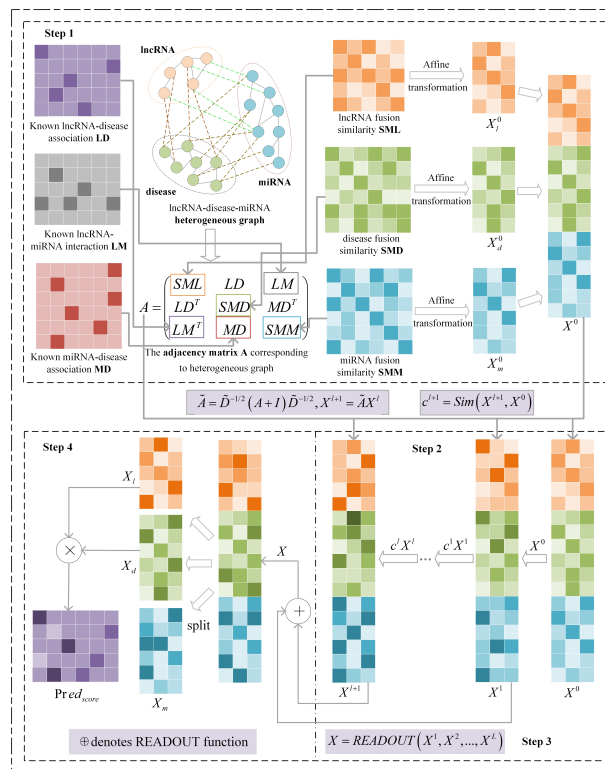 Step 1
lncRNA
disease
miRNA
Known lncRNA-disease
association LD
Known lncRNA-
miRNA interaction LM
Known miRNA-disease
association MD
lncRNA-disease-miRNA
heterogeneous graph
A =
SML LD LM
LD^T SMD MD^T
LM^T MD SMM
The adjacency matrix A corresponding
to heterogeneous graph
lncRNA fusion
similarity SML
disease fusion
similarity SMD
miRNA fusion
similarity SMM
Affine
transformation
Affine
transformation
Affine
transformation
X_l^0
X_d^0
X_m^0
X^0
Ã = D̃^{-1/2} (A + I) D̃^{-1/2}, X^{l+1} = ÃX^l
c^{l+1} = Sim(X^{l+1}, X^0)
Step 4
X_l
X_d
X_m
split
X
Pred_{score}
⊕ denotes READOUT function
Step 2
c^l X^l
...
c^1 X^1
X^0
X^{l+1}
X^1
X^0
X = READOUT(X^1, X^2, ..., X^L)
Step 3